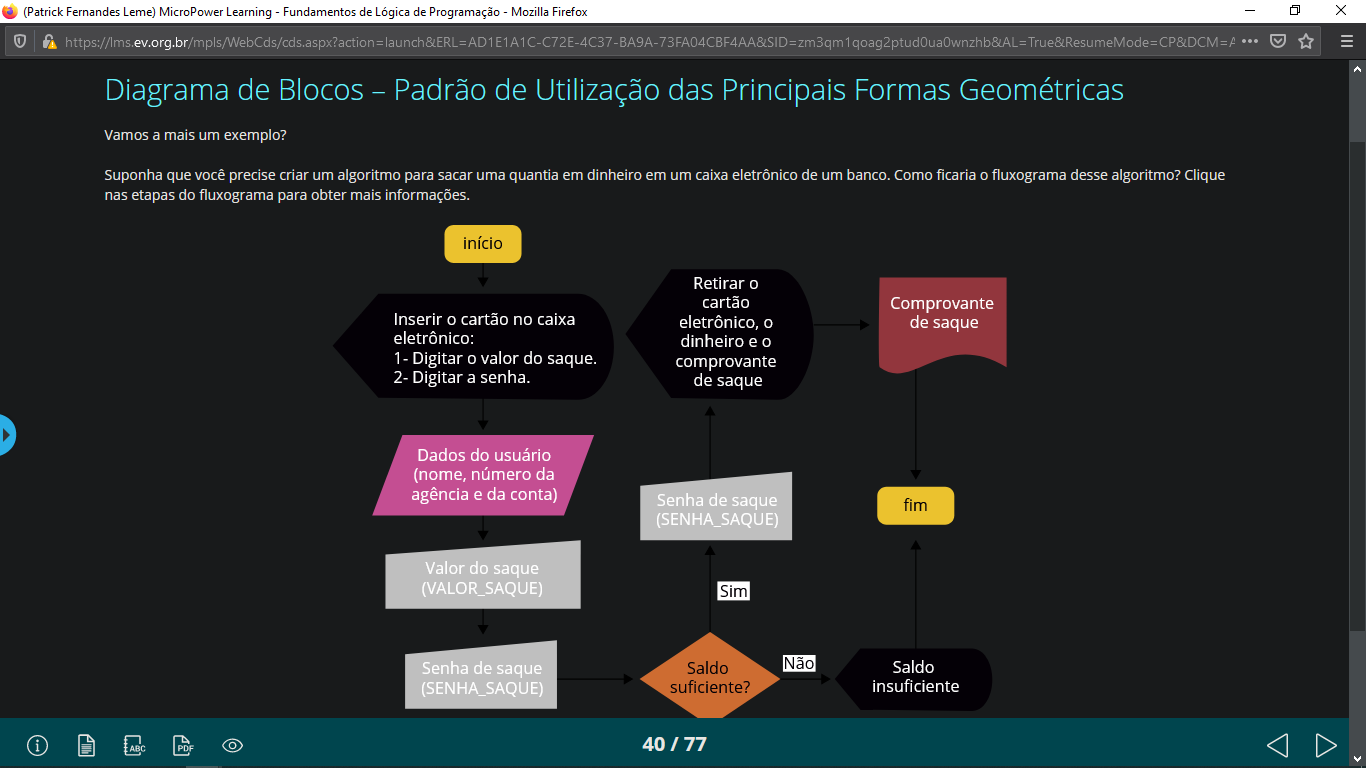 (Patrick Fernandes Leme) MicroPower Learning - Fundamentos de Lógica de Programação - Mozilla Firefox
https://lms.ev.org.br/mpls/WebCds/cds.aspx?action=launch&ERL=AD1E1A1C-C72E-4C37-BA9A-73FA04CBF4AA&SID=zm3qm1qoag2ptud0ua0wnzhb&AL=True&ResumeMode=CP&DCM=A
Diagrama de Blocos – Padrão de Utilização das Principais Formas Geométricas
Vamos a mais um exemplo?
Suponha que você precise criar um algoritmo para sacar uma quantia em dinheiro em um caixa eletrônico de um banco. Como ficaria o fluxograma desse algoritmo? Clique
nas etapas do fluxograma para obter mais informações.
início
Inserir o cartão no caixa
eletrônico:
1- Digitar o valor do saque.
2- Digitar a senha.
Dados do usuário
(nome, número da
agência e da conta)
Valor do saque
(VALOR_SAQUE)
Senha de saque
(SENHA_SAQUE)
Saldo
suficiente?
Sim
Senha de saque
(SENHA_SAQUE)
Retirar o
cartão
eletrônico, o
dinheiro e o
comprovante
de saque
Comprovante
de saque
Não
Saldo
insuficiente
fim
ABC
PDF
40 / 77